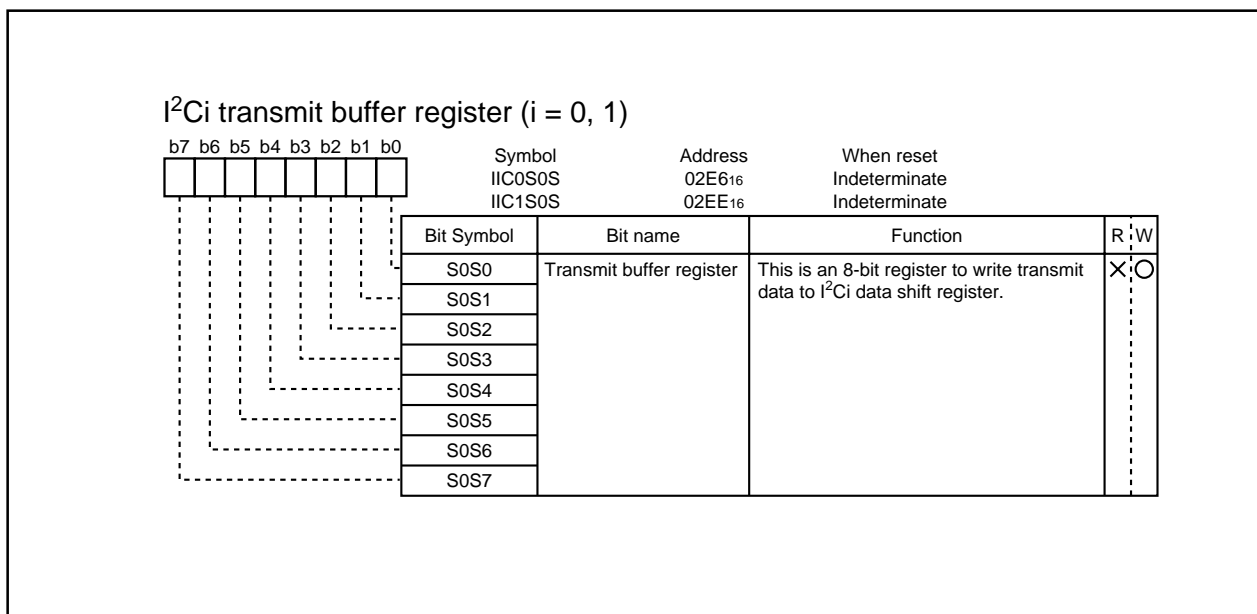 I²Ci transmit buffer register (i = 0, 1)
b7 b6 b5 b4 b3 b2 b1 b0
Symbol Address When reset
IIC0S0S 02E6₁₆ Indeterminate
IIC1S0S 02EE₁₆ Indeterminate
Bit Symbol Bit name Function R W
S0S0 Transmit buffer register This is an 8-bit register to write transmit
data to I²Ci data shift register.
S0S1
S0S2
S0S3
S0S4
S0S5
S0S6
S0S7